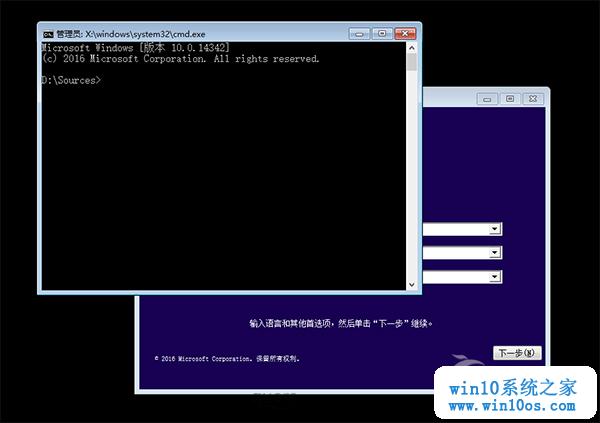 管理员: X:\windows\system32\cmd.exe
Microsoft Windows [版本 10.0.14342]
(c) 2016 Microsoft Corporation. All rights reserved.
D:\Sources>
输入语言和其他首选项，然后单击“下一步”继续。
© 2016 Microsoft Corporation. 保留所有权利。
下一步(N)
win10系统之家
www.win10os.com